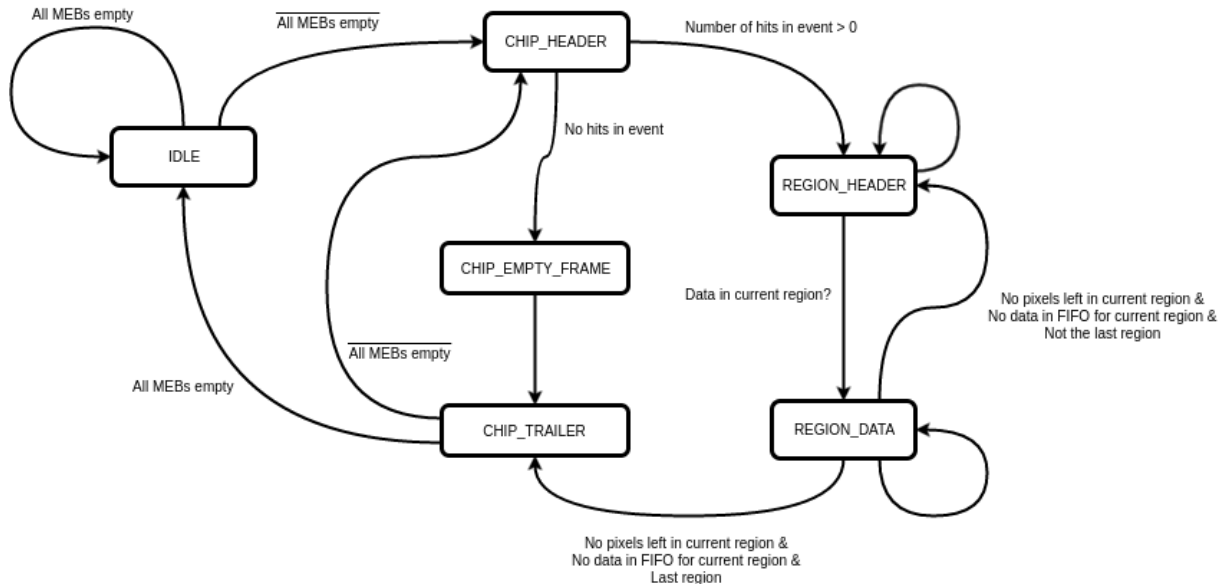 All MEBs empty
All MEBs empty
CHIP_HEADER
Number of hits in event > 0
No hits in event
IDLE
REGION_HEADER
CHIP_EMPTY_FRAME
Data in current region?
No pixels left in current region &
No data in FIFO for current region &
Not the last region
All MEBs empty
All MEBs empty
CHIP_TRAILER
REGION_DATA
No pixels left in current region &
No data in FIFO for current region &
Last region